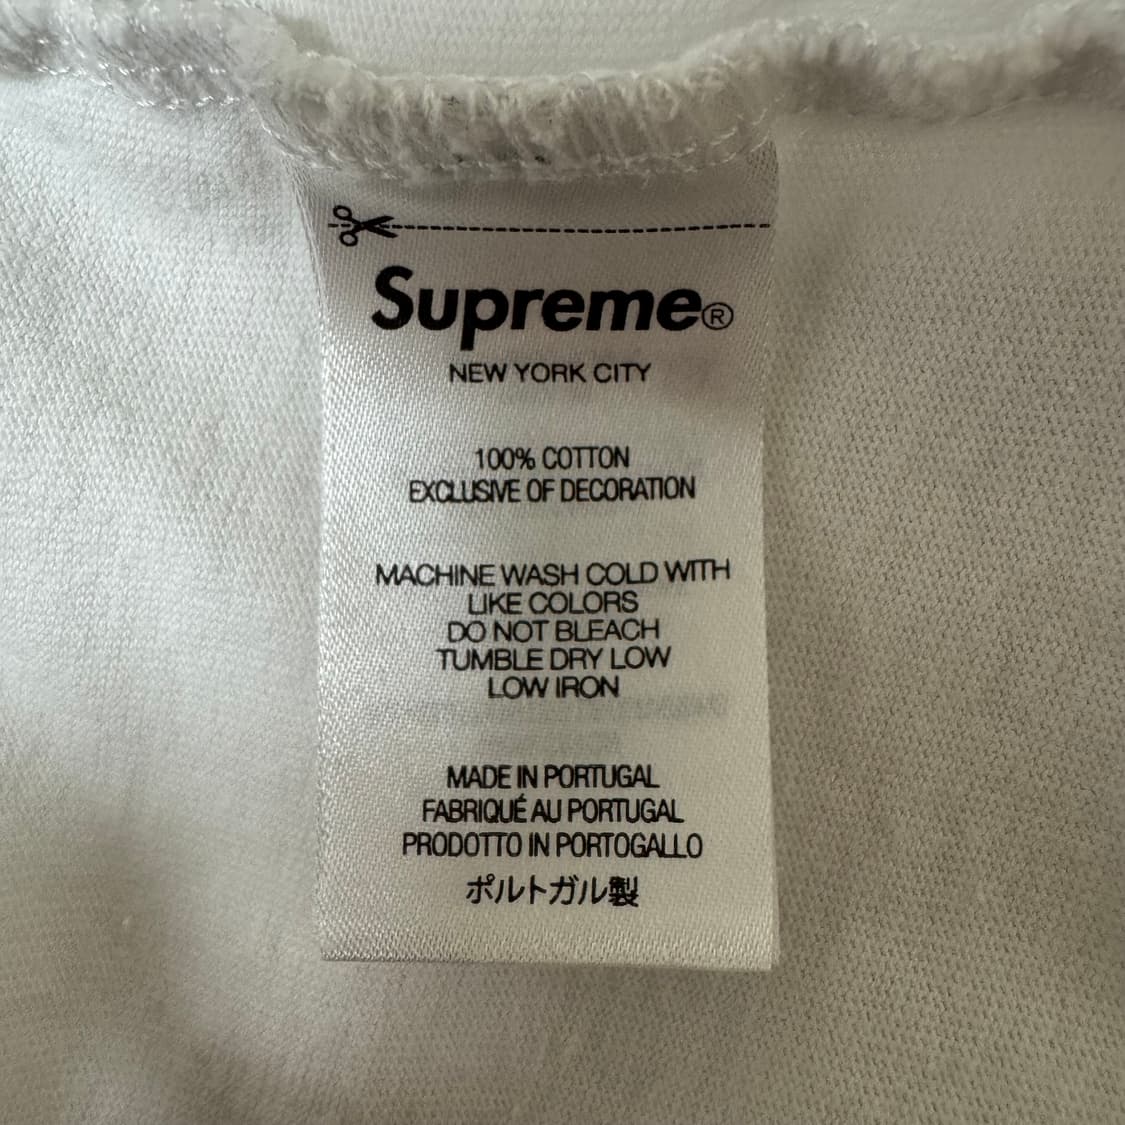 Supreme®
NEW YORK CITY
100% COTTON
EXCLUSIVE OF DECORATION
MACHINE WASH COLD WITH
LIKE COLORS
DO NOT BLEACH
TUMBLE DRY LOW
LOW IRON
MADE IN PORTUGAL
FABRIQUÉ AU PORTUGAL
PRODOTTO IN PORTOGALLO
ポルトガル製